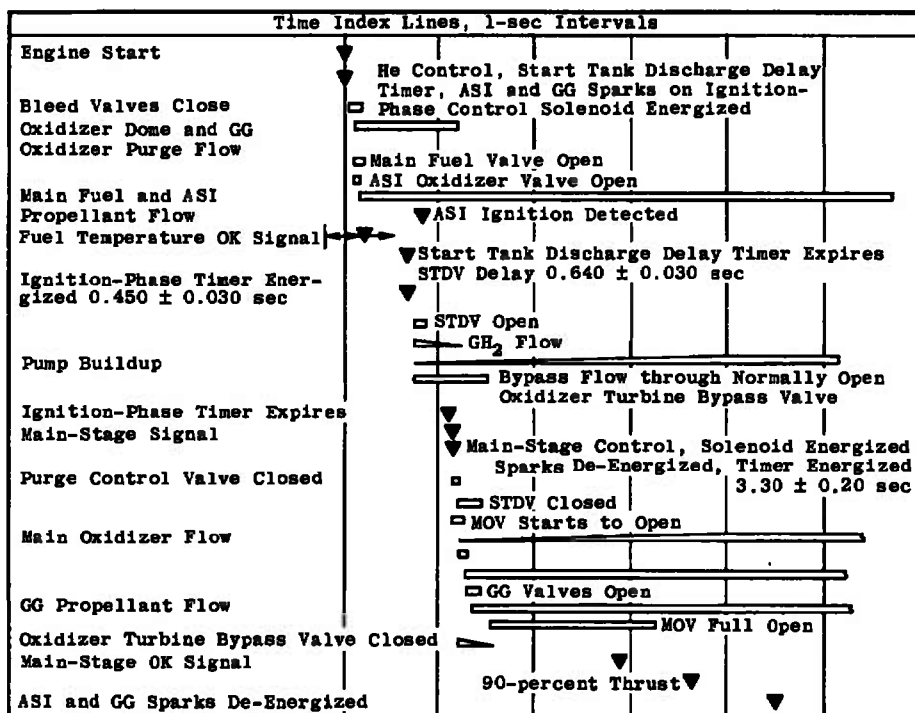 Time Index Lines, 1-sec Intervals
Engine Start
He Control, Start Tank Discharge Delay
Timer, ASI and GG Sparks on Ignition-
Bleed Valves Close
Phase Control Solenoid Energized
Oxidizer Dome and GG
Oxidizer Purge Flow
Main Fuel Valve Open
ASI Oxidizer Valve Open
Main Fuel and ASI
Propellant Flow
ASI Ignition Detected
Fuel Temperature OK Signal
Start Tank Discharge Delay Timer Expires
STDV Delay 0.640 ± 0.030 sec
Ignition-Phase Timer Ener-
gized 0.450 ± 0.030 sec
STDV Open
GH2 Flow
Pump Buildup
Bypass Flow through Normally Open
Oxidizer Turbine Bypass Valve
Ignition-Phase Timer Expires
Main-Stage Signal
Main-Stage Control, Solenoid Energized
Sparks De-Energized, Timer Energized
3.30 ± 0.20 sec
Purge Control Valve Closed
STDV Closed
MOV Starts to Open
Main Oxidizer Flow
GG Valves Open
GG Propellant Flow
MOV Full Open
Oxidizer Turbine Bypass Valve Closed
Main-Stage OK Signal
90-percent Thrust
ASI and GG Sparks De-Energized